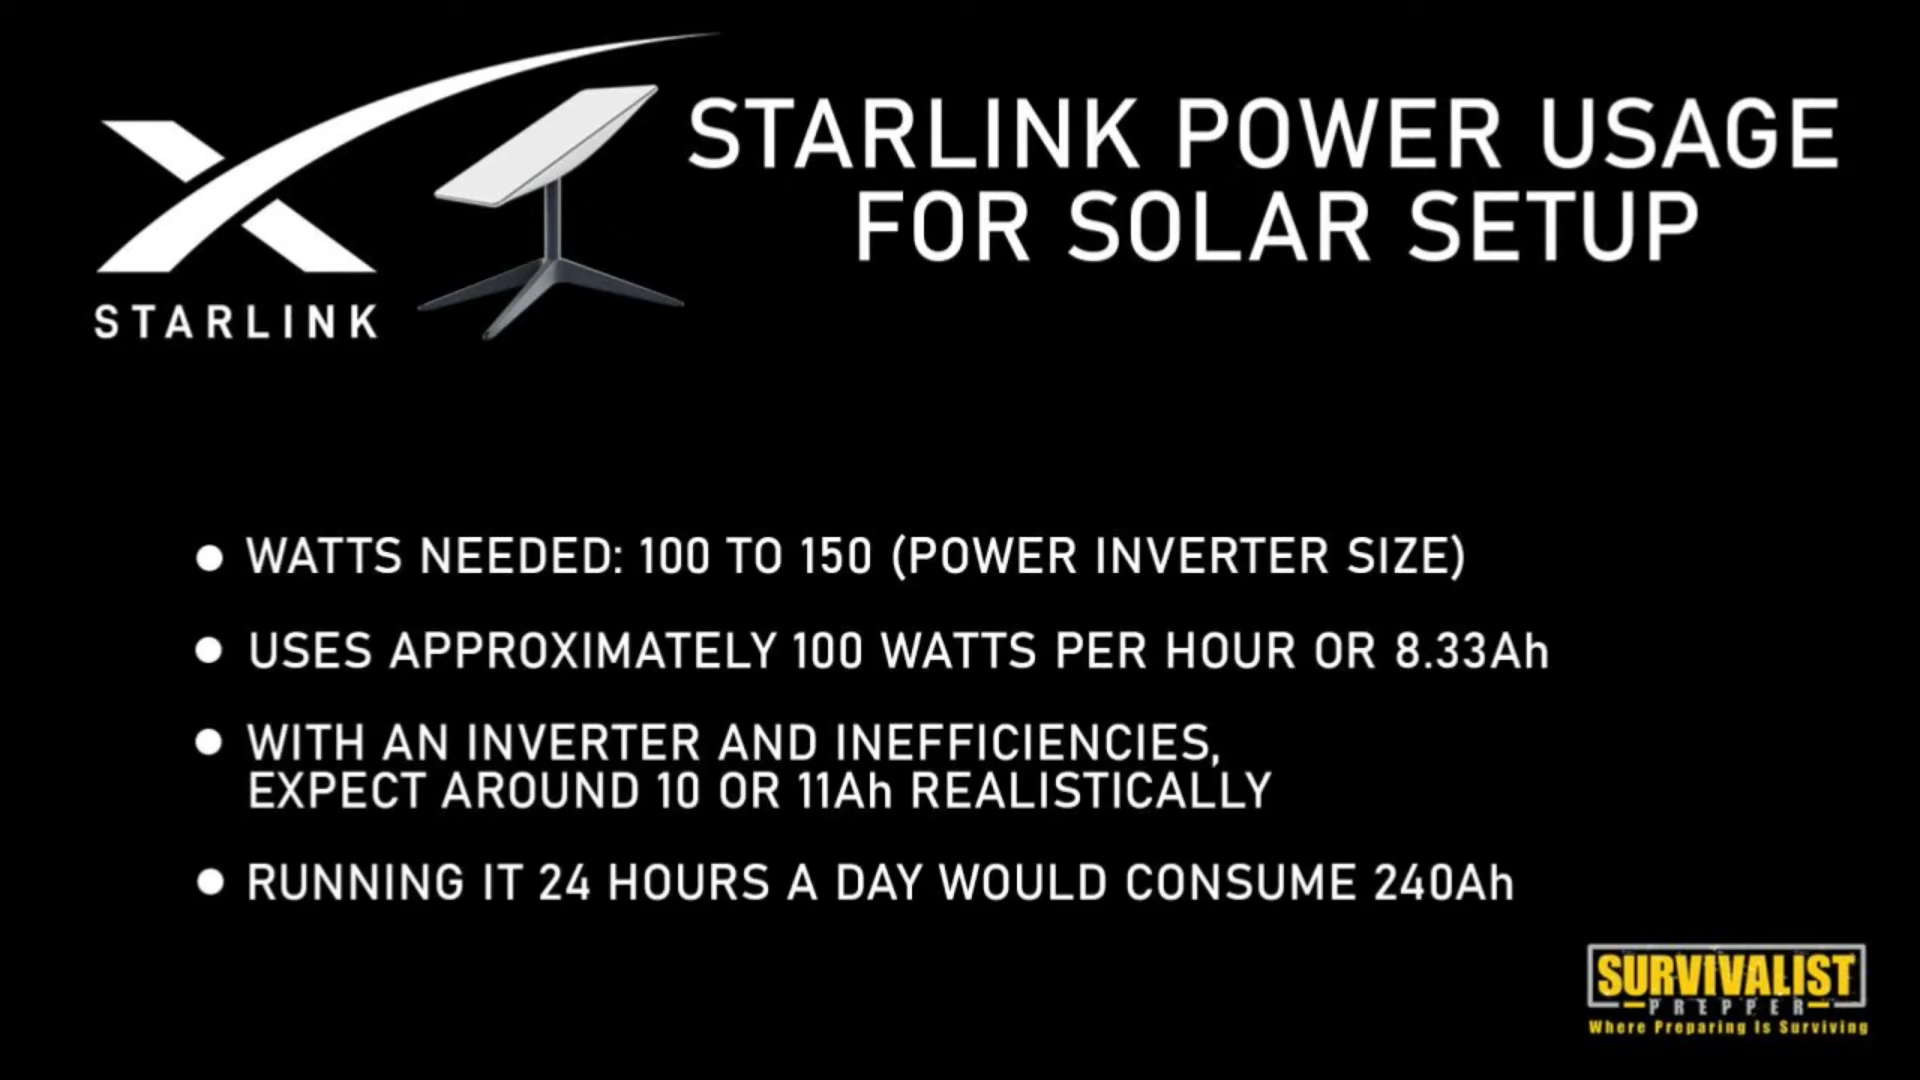 STARLINK POWER USAGE
FOR SOLAR SETUP
STARLINK
● WATTS NEEDED: 100 TO 150 (POWER INVERTER SIZE)
● USES APPROXIMATELY 100 WATTS PER HOUR OR 8.33Ah
● WITH AN INVERTER AND INEFFICIENCIES,
EXPECT AROUND 10 OR 11Ah REALISTICALLY
● RUNNING IT 24 HOURS A DAY WOULD CONSUME 240Ah
SURVIVALIST
PREPPER
Where Preparing Is Surviving